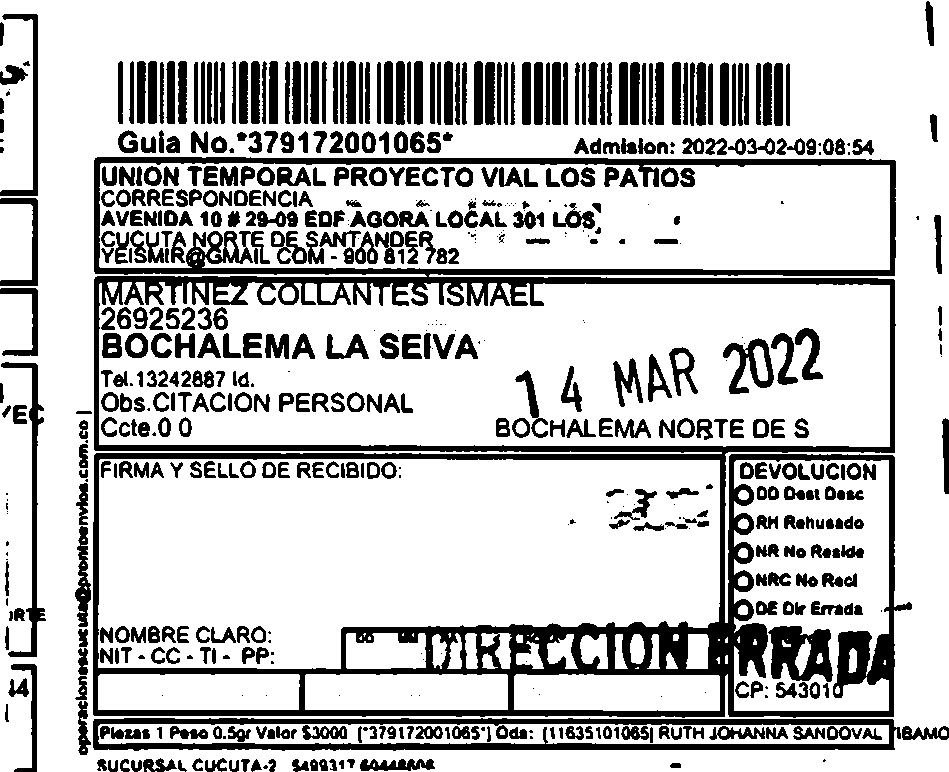 Guia No.*379172001065*
Admision: 2022-03-02-09:08:54
UNION TEMPORAL PROYECTO VIAL LOS PATIOS
CORRESPONDENCIA
AVENIDA 10 # 29-09 EDF AGORA LOCAL 301 LOS
CUCUTA NORTE DE SANTANDER
YEISMIR@GMAIL COM - 900 812 782
MARTINEZ COLLANTES ISMAEL
26925236
BOCHALEMA LA SEIVA
Tel.13242887 Id.
14 MAR 2022
Obs.CITACION PERSONAL
Ccte.0 0
BOCHALEMA NORTE DE S
operacionescucuta@prontoenvios.com.co
FIRMA Y SELLO DE RECIBIDO:
DEVOLUCION
DD Dest Desc
RH Rehusado
NR No Reside
NRC No Recl
DE Dir Errada
NOMBRE CLARO:
NIT - CC - TI - PP:
DIRECCION ERRADA
CP: 543010
Piezas 1 Peso 0.5gr Valor $3000 (*379172001065*) Oda: (11635101065) RUTH JOHANNA SANDOVAL TIBAMO
SUCURSAL CUCUTA-2